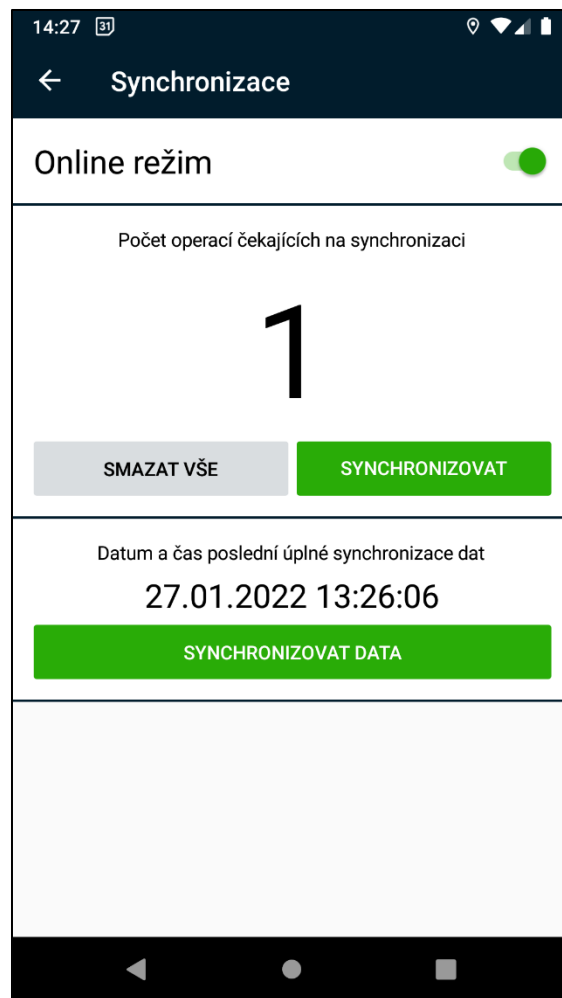 14:27 31
Synchronizace
Online režim
Počet operací čekajících na synchronizaci
1
SMAZAT VŠE SYNCHRONIZOVAT
Datum a čas poslední úplné synchronizace dat
27.01.2022 13:26:06
SYNCHRONIZOVAT DATA